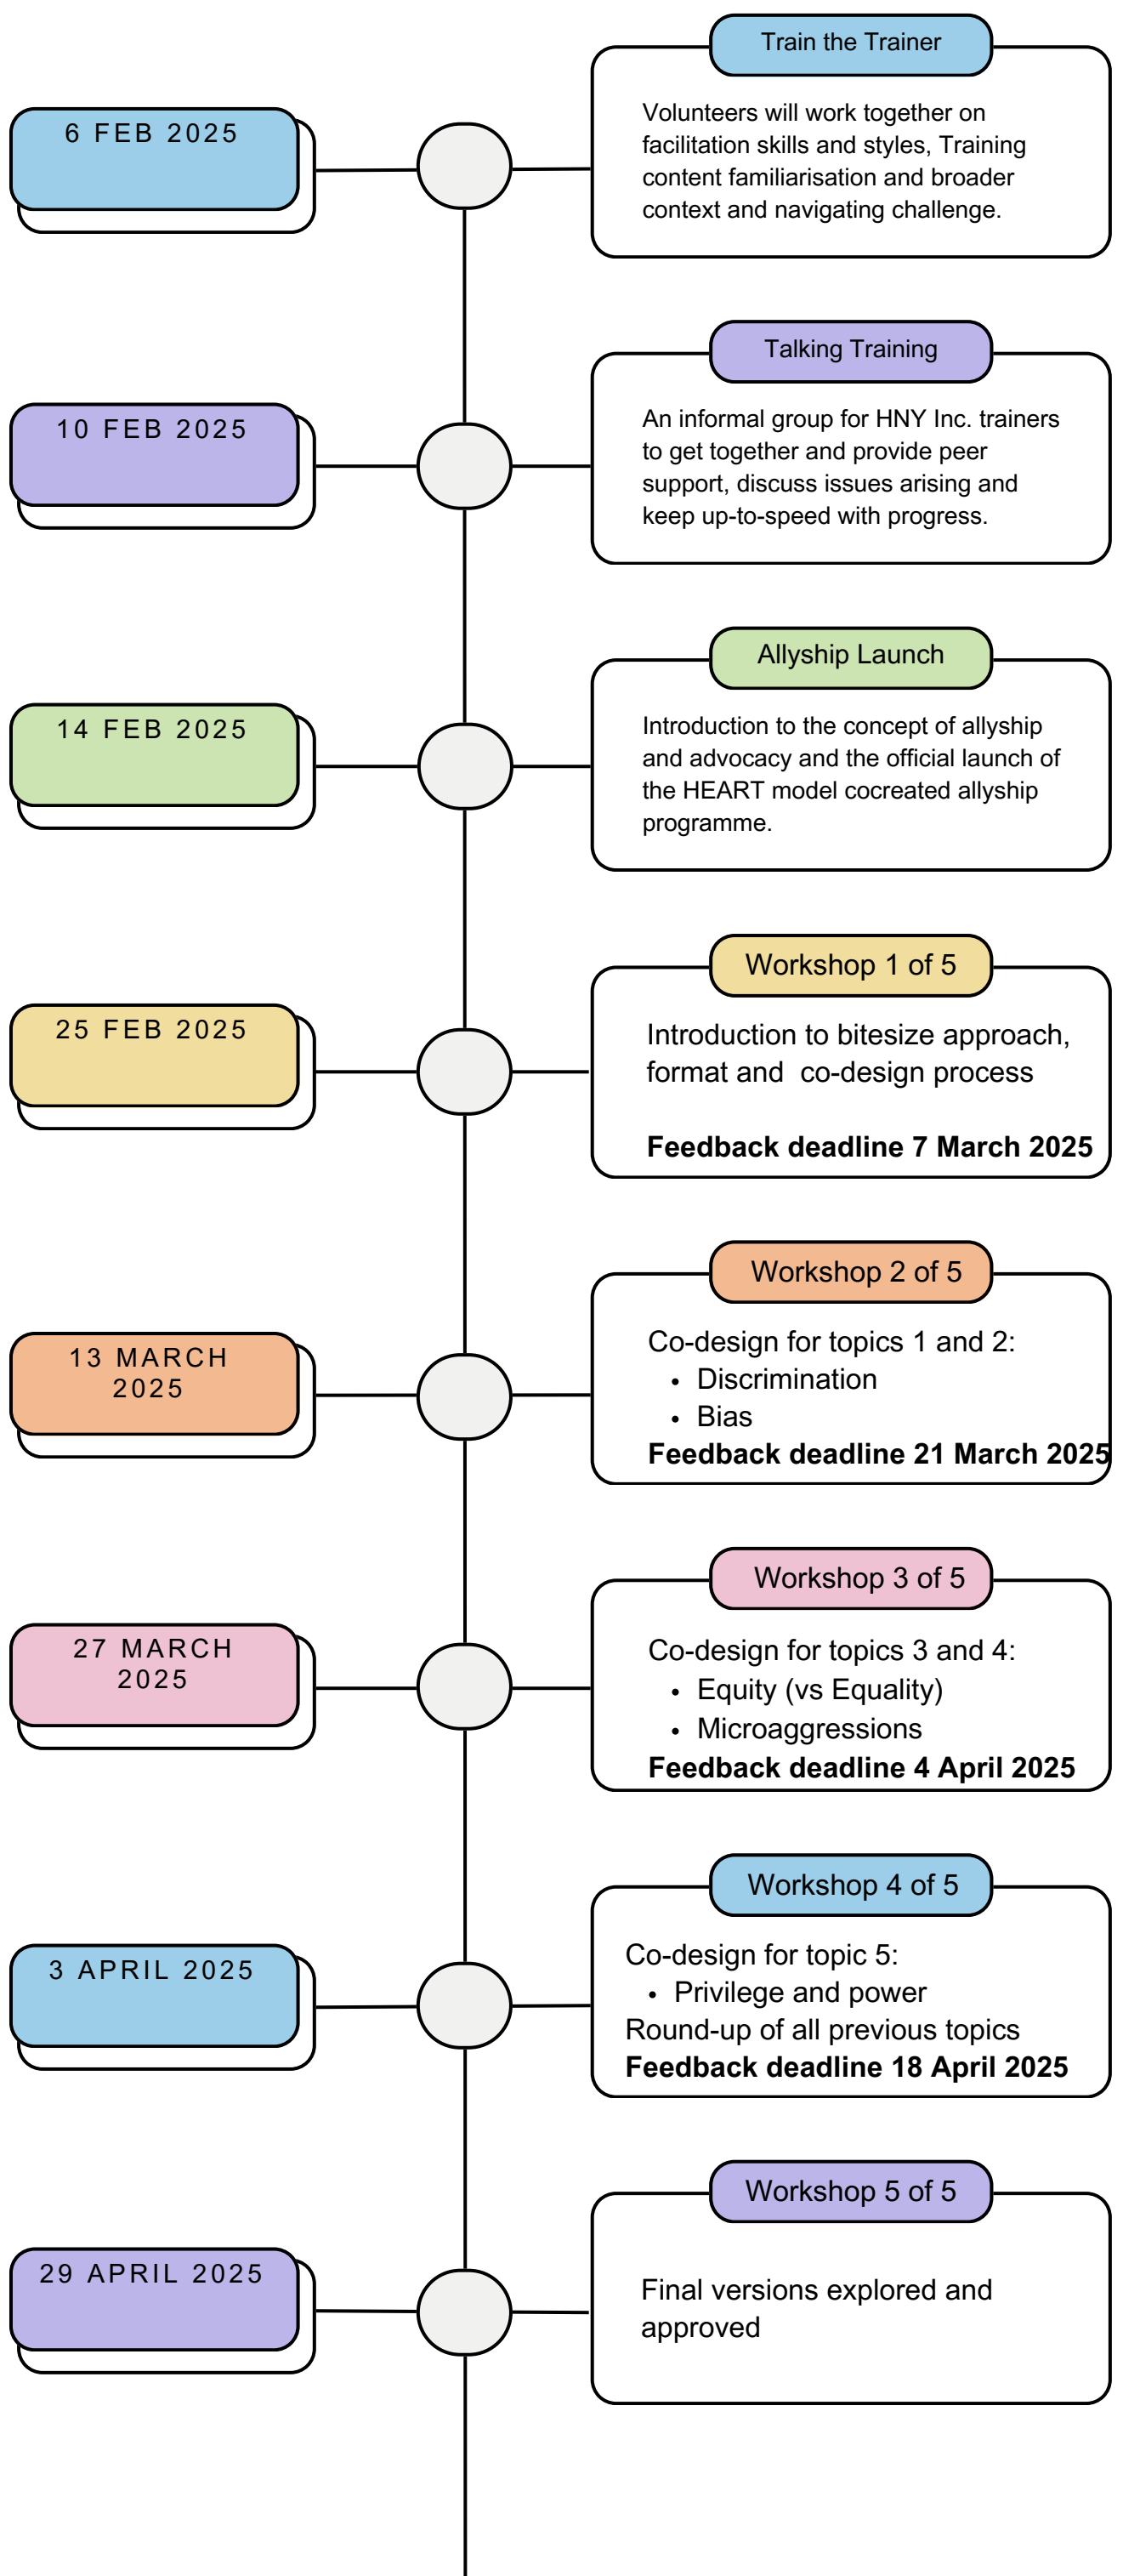 Train the Trainer
6 FEB 2025
Volunteers will work together on
facilitation skills and styles, Training
content familiarisation and broader
context and navigating challenge.
Talking Training
10 FEB 2025
An informal group for HNY Inc. trainers
to get together and provide peer
support, discuss issues arising and
keep up-to-speed with progress.
Allyship Launch
14 FEB 2025
Introduction to the concept of allyship
and advocacy and the official launch of
the HEART model cocreated allyship
programme.
Workshop 1 of 5
25 FEB 2025
Introduction to bitesize approach,
format and  co-design process
Feedback deadline 7 March 2025
Workshop 2 of 5
13 MARCH
2025
Co-design for topics 1 and 2:
• Discrimination
• Bias
Feedback deadline 21 March 2025
Workshop 3 of 5
27 MARCH
2025
Co-design for topics 3 and 4:
• Equity (vs Equality)
• Microaggressions
Feedback deadline 4 April 2025
Workshop 4 of 5
3 APRIL 2025
Co-design for topic 5:
• Privilege and power
Round-up of all previous topics
Feedback deadline 18 April 2025
Workshop 5 of 5
29 APRIL 2025
Final versions explored and
approved